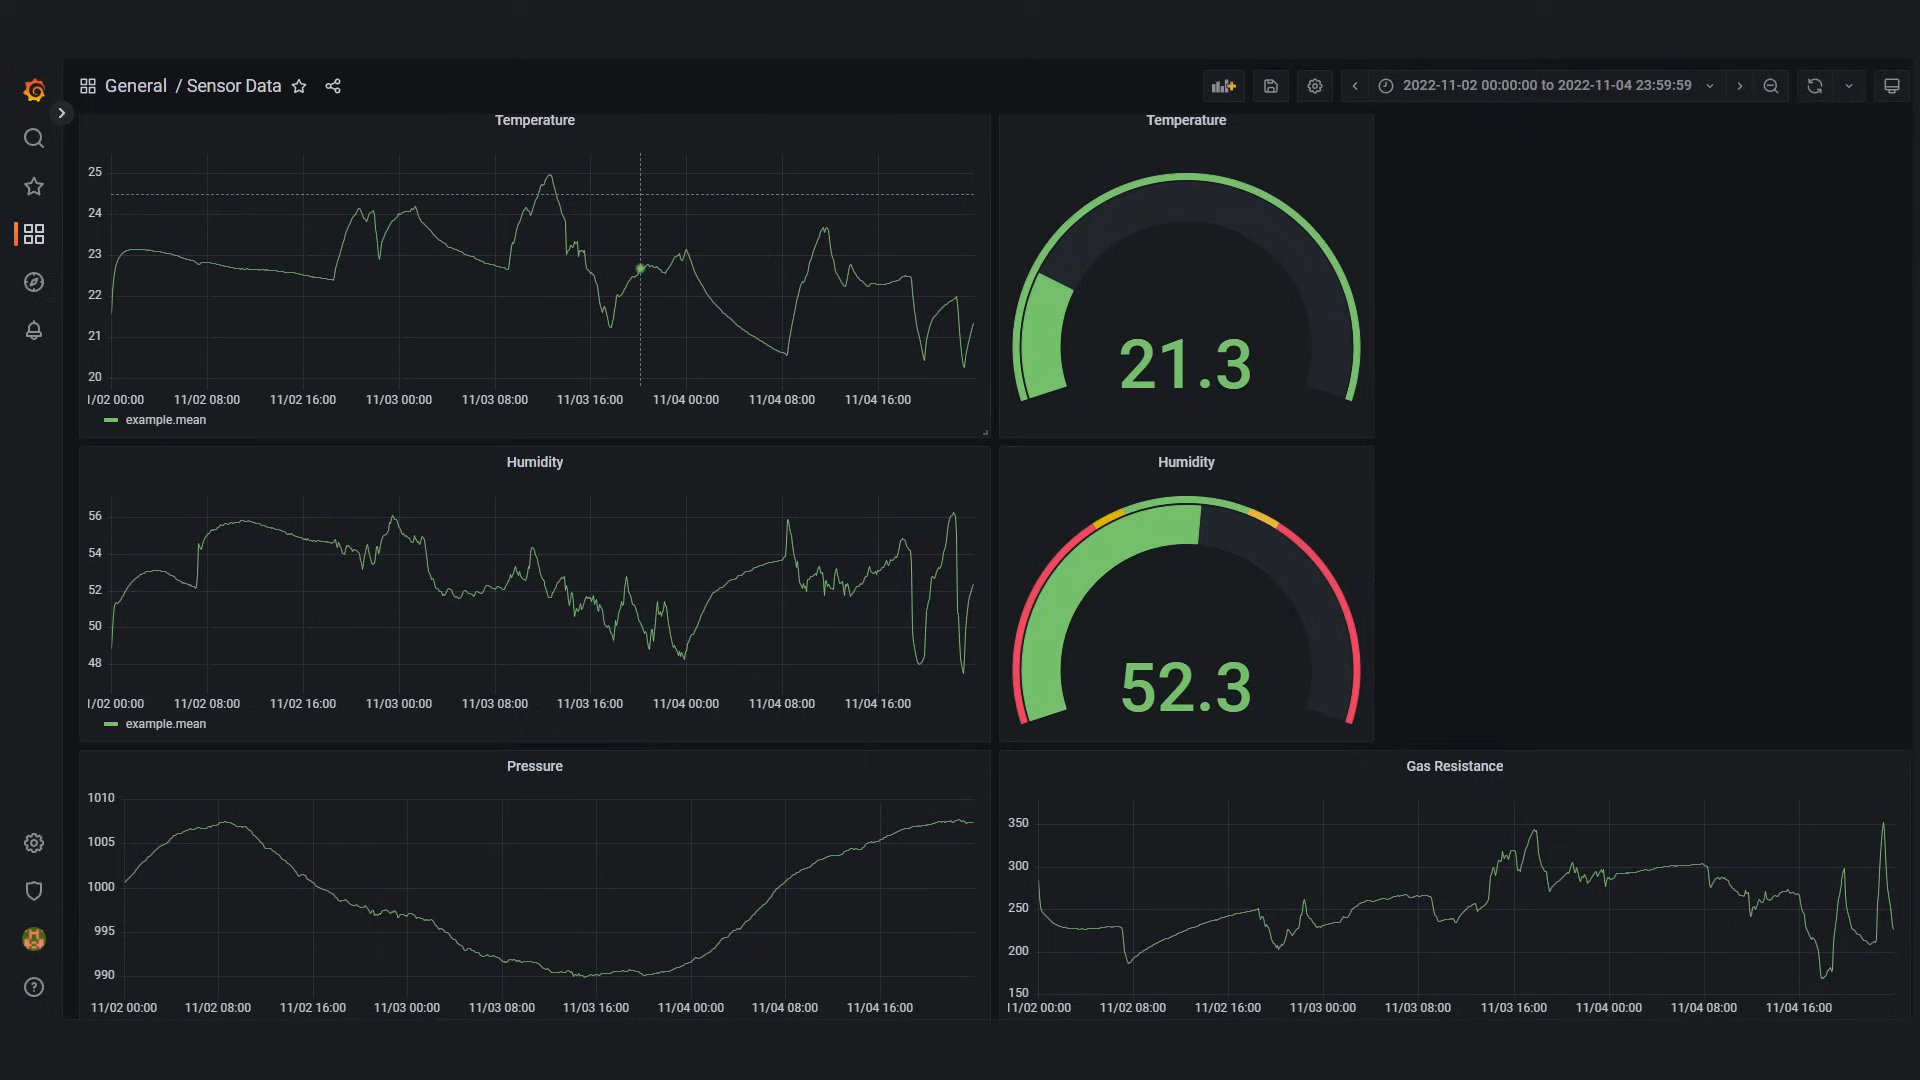 General / Sensor Data
2022-11-02 00:00:00 to 2022-11-04 23:59:59
Temperature
25
24
23
22
21
20
11/02 00:00 11/02 08:00 11/02 16:00 11/03 00:00 11/03 08:00 11/03 16:00 11/04 00:00 11/04 08:00 11/04 16:00
example.mean
Temperature
21.3
Humidity
56
54
52
50
48
11/02 00:00 11/02 08:00 11/02 16:00 11/03 00:00 11/03 08:00 11/03 16:00 11/04 00:00 11/04 08:00 11/04 16:00
example.mean
Humidity
52.3
Pressure
1010
1005
1000
995
990
11/02 00:00 11/02 08:00 11/02 16:00 11/03 00:00 11/03 08:00 11/03 16:00 11/04 00:00 11/04 08:00 11/04 16:00
Gas Resistance
350
300
250
200
150
11/02 00:00 11/02 08:00 11/02 16:00 11/03 00:00 11/03 08:00 11/03 16:00 11/04 00:00 11/04 08:00 11/04 16:00